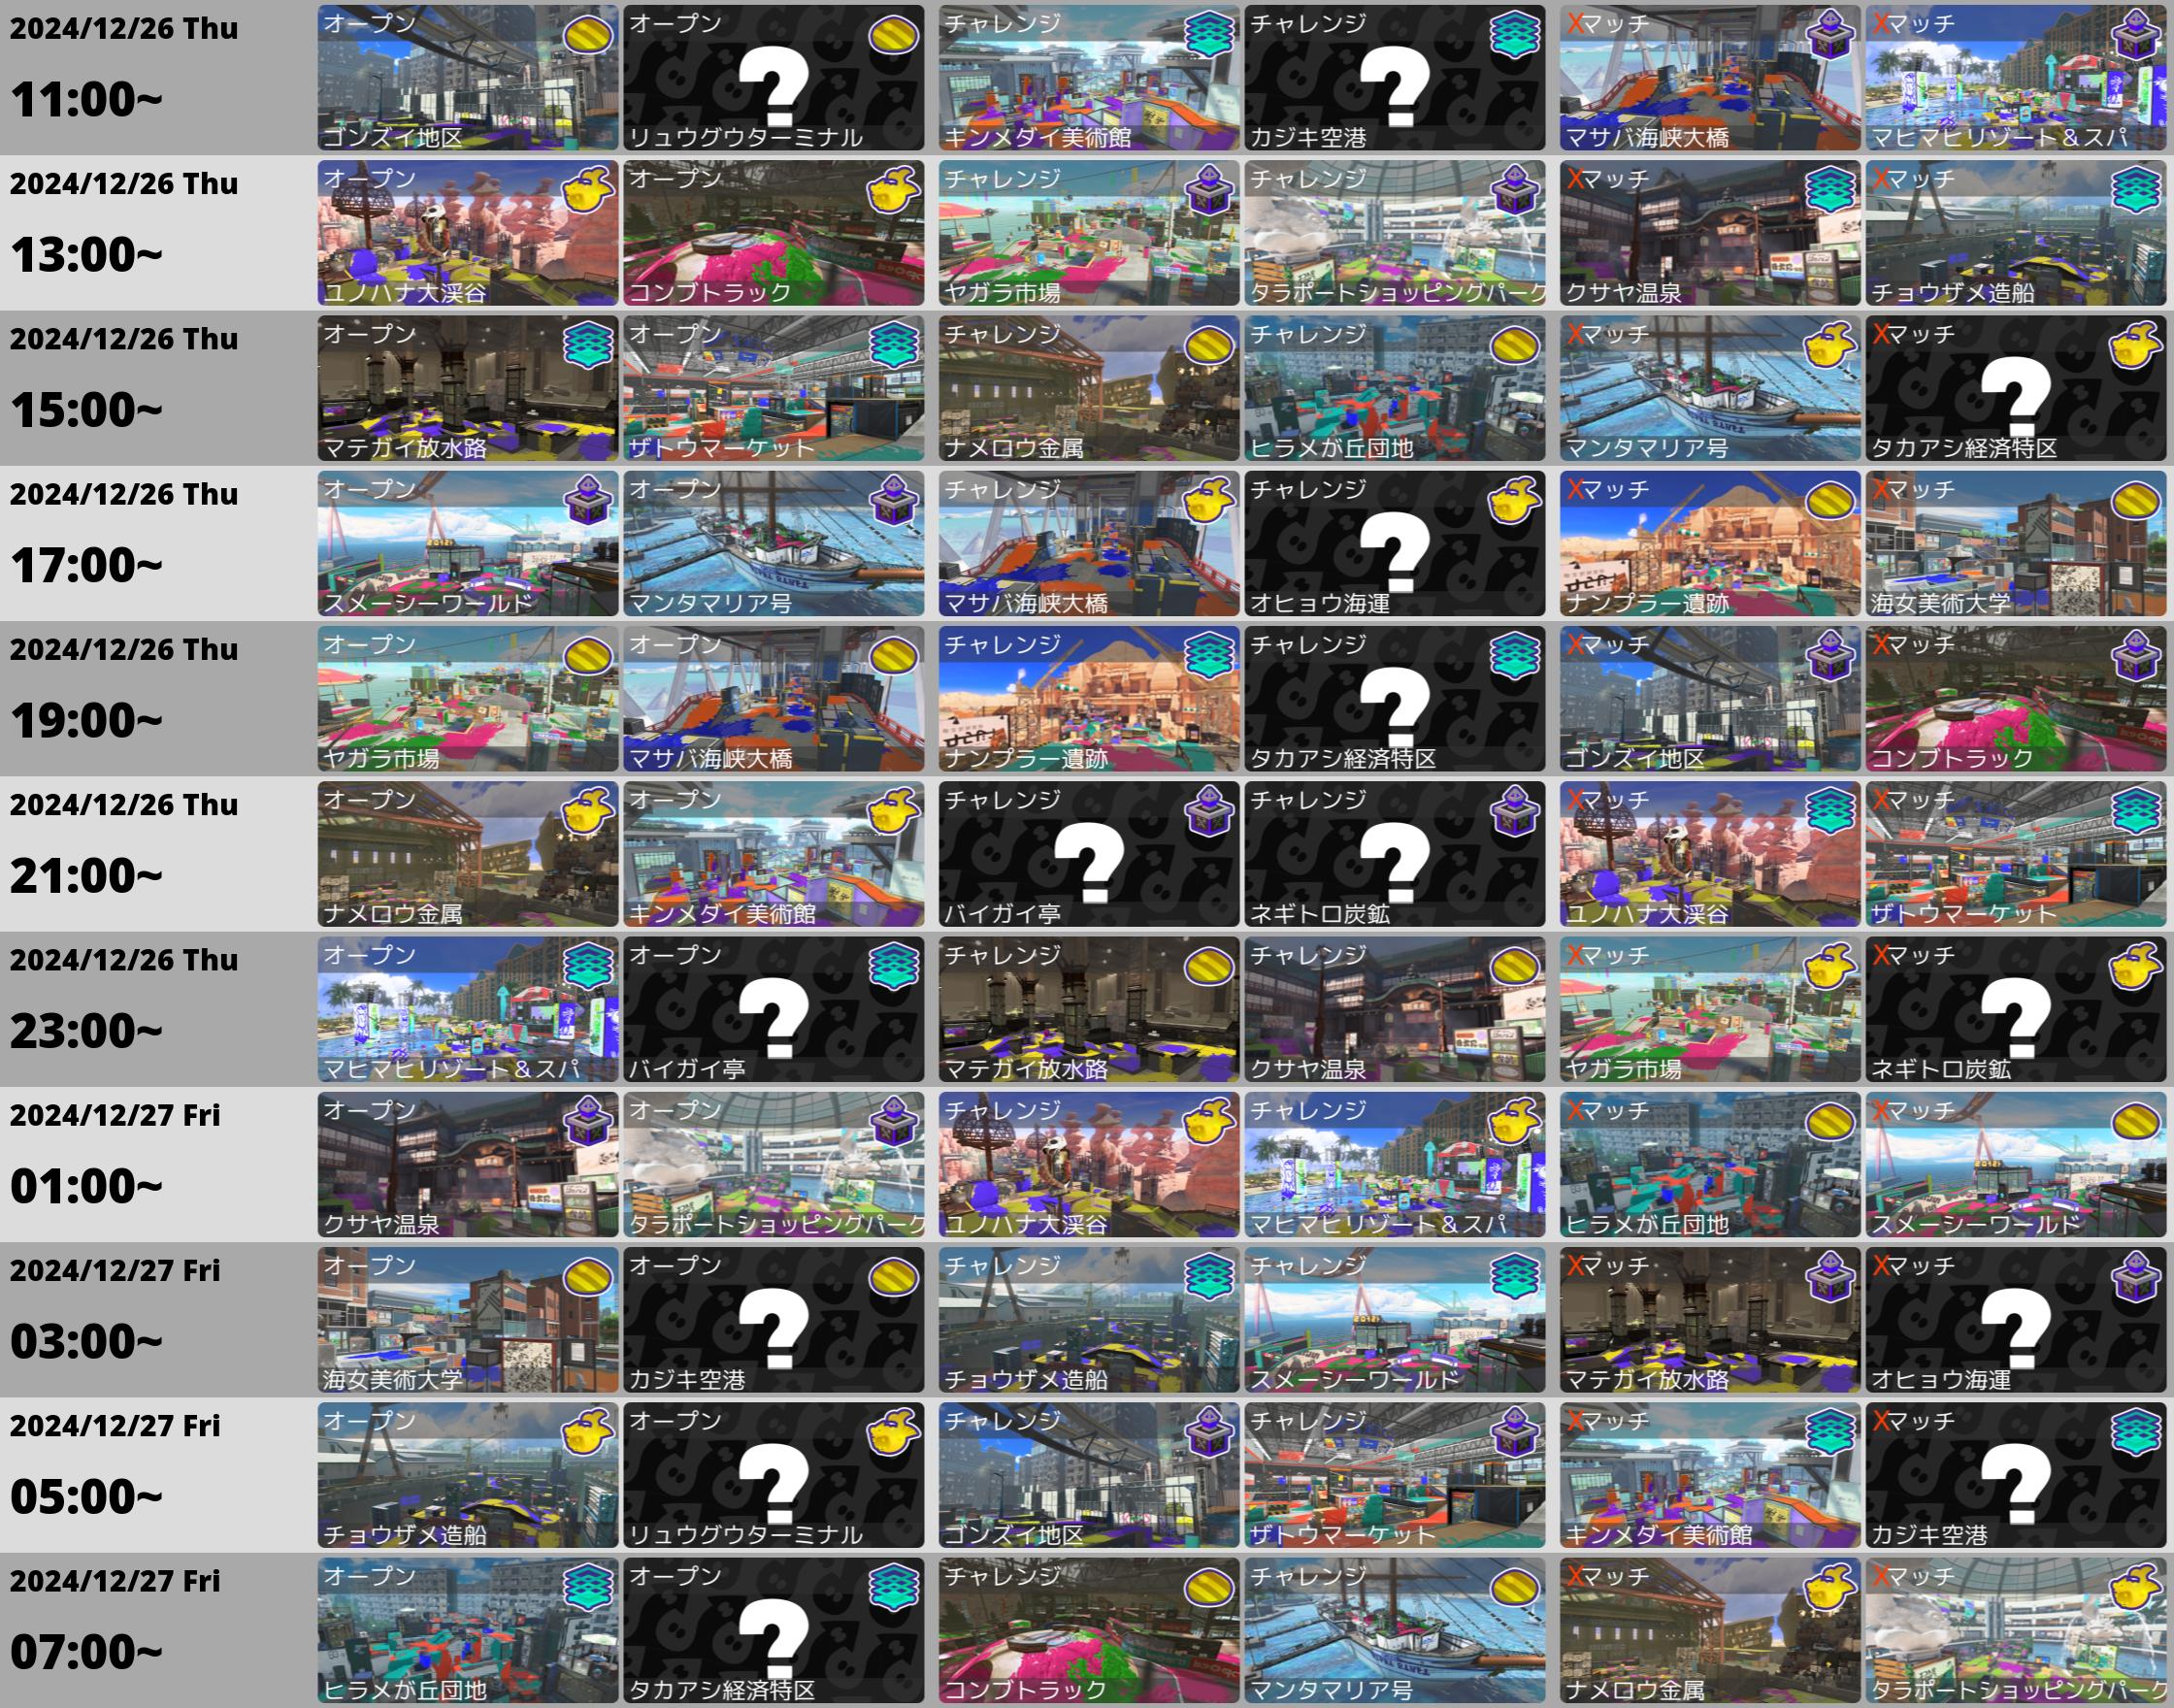 2024/12/26 Thu
11:00~
オープン
ゴンズイ地区
オープン
リュウグウターミナル
チャレンジ
キンメダイ美術館
チャレンジ
カジキ空港
Xマッチ
マサバ海峡大橋
Xマッチ
マヒマヒリゾート＆スパ
2024/12/26 Thu
13:00~
オープン
ユノハナ大渓谷
オープン
コンブトラック
チャレンジ
ヤガラ市場
チャレンジ
タラポートショッピングパーク
Xマッチ
クサヤ温泉
Xマッチ
チョウザメ造船
2024/12/26 Thu
15:00~
オープン
マテガイ放水路
オープン
ザトウマーケット
チャレンジ
ナメロウ金属
チャレンジ
ヒラメが丘団地
Xマッチ
マンタマリア号
Xマッチ
タカアシ経済特区
2024/12/26 Thu
17:00~
オープン
スメーシーワールド
オープン
マンタマリア号
チャレンジ
マサバ海峡大橋
チャレンジ
オヒョウ海運
Xマッチ
ナンプラー遺跡
Xマッチ
海女美術大学
2024/12/26 Thu
19:00~
オープン
ヤガラ市場
オープン
マサバ海峡大橋
チャレンジ
ナンプラー遺跡
チャレンジ
タカアシ経済特区
Xマッチ
ゴンズイ地区
Xマッチ
コンブトラック
2024/12/26 Thu
21:00~
オープン
ナメロウ金属
オープン
キンメダイ美術館
チャレンジ
バイガイ亭
チャレンジ
ネギトロ炭鉱
Xマッチ
ユノハナ大渓谷
Xマッチ
ザトウマーケット
2024/12/26 Thu
23:00~
オープン
マヒマヒリゾート＆スパ
オープン
バイガイ亭
チャレンジ
マテガイ放水路
チャレンジ
クサヤ温泉
Xマッチ
ヤガラ市場
Xマッチ
ネギトロ炭鉱
2024/12/27 Fri
01:00~
オープン
クサヤ温泉
オープン
タラポートショッピングパーク
チャレンジ
ユノハナ大渓谷
チャレンジ
マヒマヒリゾート＆スパ
Xマッチ
ヒラメが丘団地
Xマッチ
スメーシーワールド
2024/12/27 Fri
03:00~
オープン
海女美術大学
オープン
カジキ空港
チャレンジ
チョウザメ造船
チャレンジ
スメーシーワールド
Xマッチ
マテガイ放水路
Xマッチ
オヒョウ海運
2024/12/27 Fri
05:00~
オープン
チョウザメ造船
オープン
リュウグウターミナル
チャレンジ
ゴンズイ地区
チャレンジ
ザトウマーケット
Xマッチ
キンメダイ美術館
Xマッチ
カジキ空港
2024/12/27 Fri
07:00~
オープン
ヒラメが丘団地
オープン
タカアシ経済特区
チャレンジ
コンブトラック
チャレンジ
マンタマリア号
Xマッチ
ナメロウ金属
Xマッチ
タラポートショッピングパーク